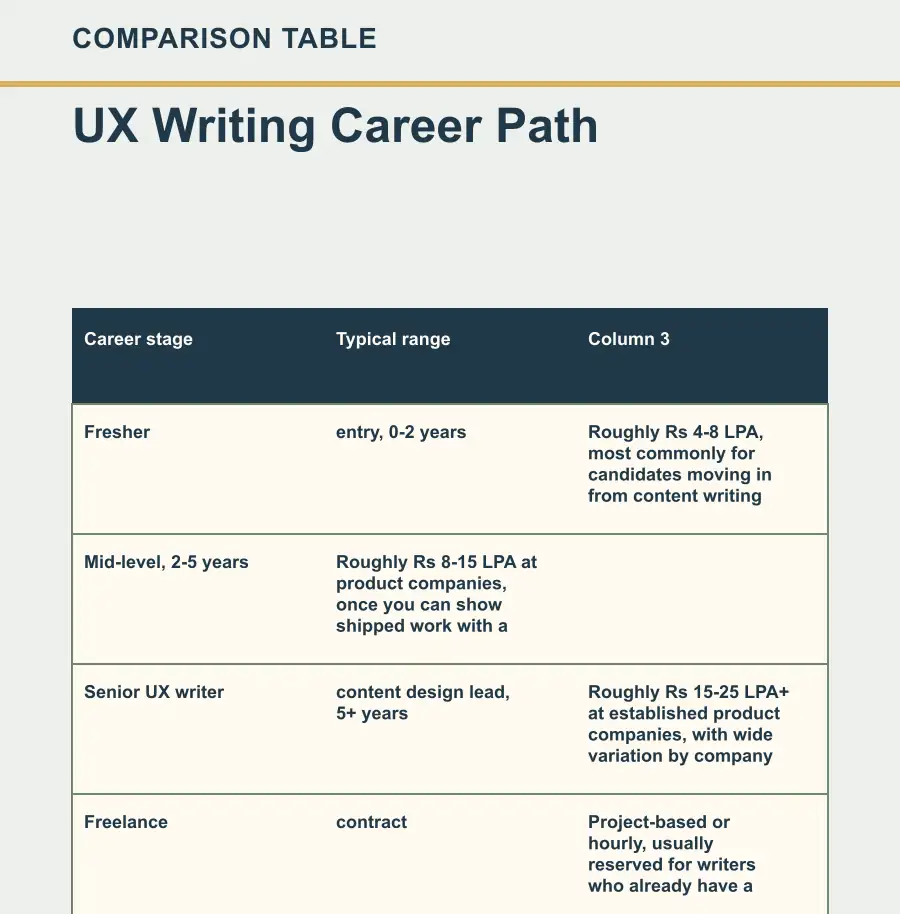 COMPARISON TABLE
UX Writing Career Path
Career stage
Typical range
Column 3
Fresher
entry, 0-2 years
Roughly Rs 4-8 LPA,
most commonly for
candidates moving in
from content writing
Mid-level, 2-5 years
Roughly Rs 8-15 LPA at
product companies,
once you can show
shipped work with a
Senior UX writer
content design lead,
5+ years
Roughly Rs 15-25 LPA+
at established product
companies, with wide
variation by company
Freelance
contract
Project-based or
hourly, usually
reserved for writers
who already have a